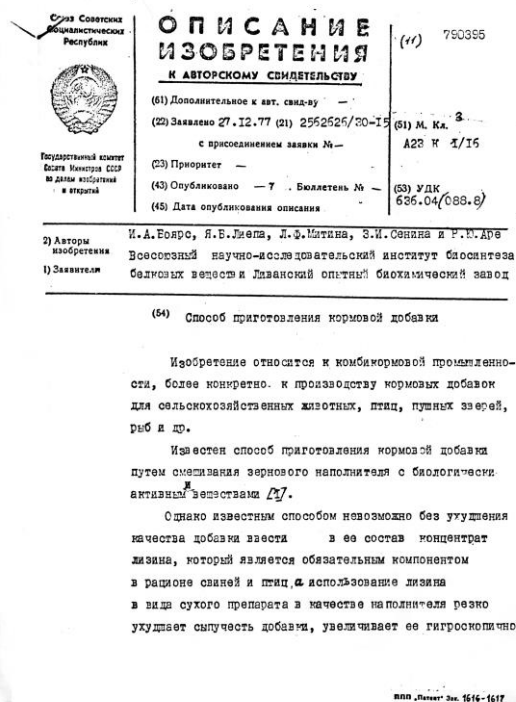 Союз Советских
Социалистических
Республик
Государственный комитет
Совета Министров СССР
по делам изобретений
и открытий
ОПИСАНИЕ
ИЗОБРЕТЕНИЯ
К АВТОРСКОМУ СВИДЕТЕЛЬСТВУ
(11) 790395
(61) Дополнительное к авт. свид-ву —
(22) Заявлено 27.12.77 (21) 2562626/30-15
с присоединением заявки № —
(23) Приоритет —
(43) Опубликовано — 7 . Бюллетень № —
(45) Дата опубликования описания
(51) М. Кл. 3
A23 K 1/16
(53) УДК
636.04(088.8)
2) Авторы
изобретения
И.А.Боярс, Я.Б.Лиепа, Л.Ф.Митина, З.И.Сенина и Р.Ю.Аре
1) Заявители
Всесоюзный научно-исследовательский институт биосинтеза
белковых веществ и Ливанский опытный биохимический завод
(54) Способ приготовления кормовой добавки
Изобретение относится к комбикормовой промышленно-
сти, более конкретно- к производству кормовых добавок
для сельскохозяйственных животных, птиц, пушных зверей,
рыб и др.
Известен способ приготовления кормовой добавки
путем смешивания зернового наполнителя с биологически
активными веществами [1].
Однако известным способом невозможно без ухудшения
качества добавки ввести в ее состав концентрат
лизина, который является обязательным компонентом
в рационе свиней и птиц, а использование лизина
в виде сухого препарата в качестве наполнителя резко
ухудшает сыпучесть добавки, увеличивает ее гигроскопично
ППП „Патент" Зак. 1616-1617